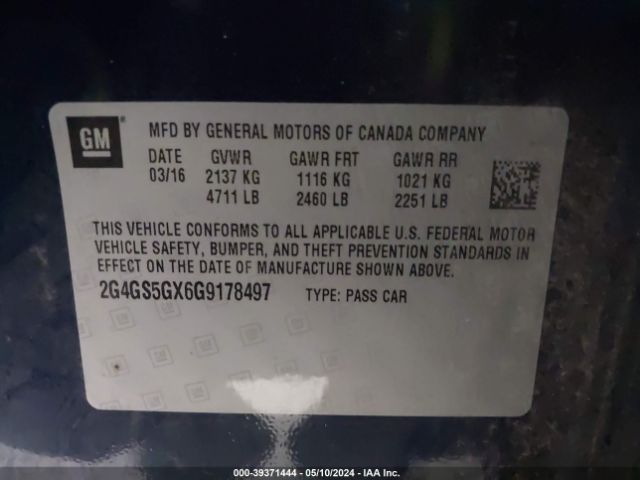 GM
MFD BY GENERAL MOTORS OF CANADA COMPANY
DATE GVWR GAWR FRT GAWR RR
03/16 2137 KG 1116 KG 1021 KG
4711 LB 2460 LB 2251 LB
THIS VEHICLE CONFORMS TO ALL APPLICABLE U.S. FEDERAL MOTOR
VEHICLE SAFETY, BUMPER, AND THEFT PREVENTION STANDARDS IN
EFFECT ON THE DATE OF MANUFACTURE SHOWN ABOVE.
2G4GS5GX6G9178497 TYPE: PASS CAR
000-39371444 - 05/10/2024 - IAA Inc.